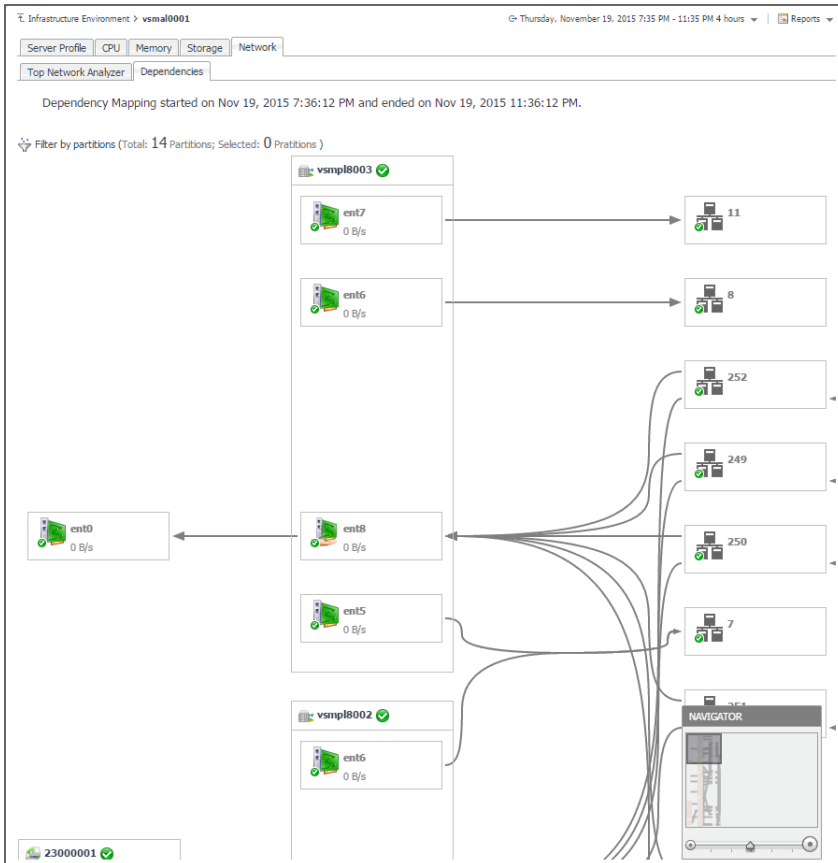 Infrastructure Environment > vsmal0001
Thursday, November 19, 2015 7:35 PM - 11:35 PM 4 hours | Reports
Server Profile CPU Memory Storage Network
Top Network Analyzer Dependencies
Dependency Mapping started on Nov 19, 2015 7:36:12 PM and ended on Nov 19, 2015 11:36:12 PM.
Filter by partitions (Total: 14 Partitions; Selected: 0 Pratitions )
vsmpl8003
ent7
0 B/s
11
ent6
0 B/s
8
252
249
ent0
0 B/s
ent8
0 B/s
250
ent5
0 B/s
7
251
vsmpl8002
NAVIGATOR
ent6
0 B/s
23000001